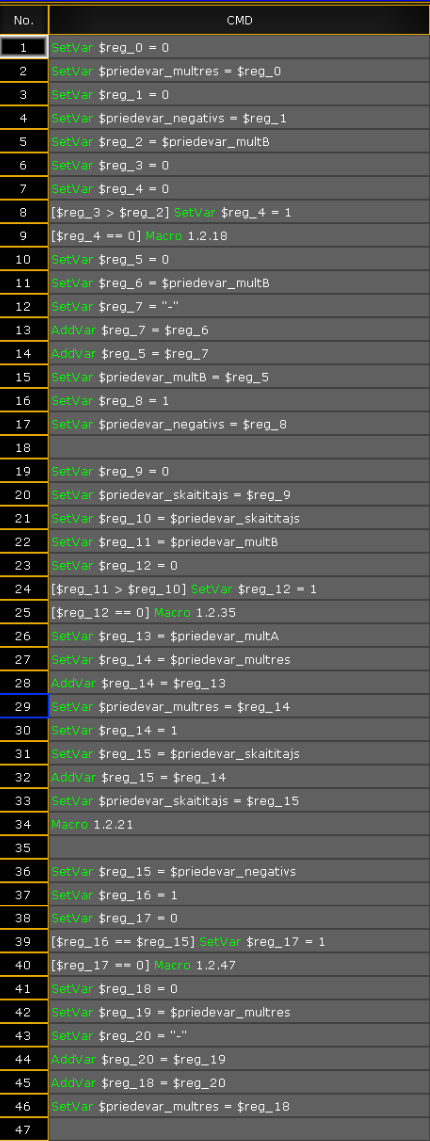 No. CMD
1 SetVar $reg_0 = 0
2 SetVar $priedevar_multres = $reg_0
3 SetVar $reg_1 = 0
4 SetVar $priedevar_negativs = $reg_1
5 SetVar $reg_2 = $priedevar_multB
6 SetVar $reg_3 = 0
7 SetVar $reg_4 = 0
8 [$reg_3 > $reg_2] SetVar $reg_4 = 1
9 [$reg_4 == 0] Macro 1.2.18
10 SetVar $reg_5 = 0
11 SetVar $reg_6 = $priedevar_multB
12 SetVar $reg_7 = "-"
13 AddVar $reg_7 = $reg_6
14 AddVar $reg_5 = $reg_7
15 SetVar $priedevar_multB = $reg_5
16 SetVar $reg_8 = 1
17 SetVar $priedevar_negativs = $reg_8
18
19 SetVar $reg_9 = 0
20 SetVar $priedevar_skaititajs = $reg_9
21 SetVar $reg_10 = $priedevar_skaititajs
22 SetVar $reg_11 = $priedevar_multB
23 SetVar $reg_12 = 0
24 [$reg_11 > $reg_10] SetVar $reg_12 = 1
25 [$reg_12 == 0] Macro 1.2.35
26 SetVar $reg_13 = $priedevar_multA
27 SetVar $reg_14 = $priedevar_multres
28 AddVar $reg_14 = $reg_13
29 SetVar $priedevar_multres = $reg_14
30 SetVar $reg_14 = 1
31 SetVar $reg_15 = $priedevar_skaititajs
32 AddVar $reg_15 = $reg_14
33 SetVar $priedevar_skaititajs = $reg_15
34 Macro 1.2.21
35
36 SetVar $reg_15 = $priedevar_negativs
37 SetVar $reg_16 = 1
38 SetVar $reg_17 = 0
39 [$reg_16 == $reg_15] SetVar $reg_17 = 1
40 [$reg_17 == 0] Macro 1.2.47
41 SetVar $reg_18 = 0
42 SetVar $reg_19 = $priedevar_multres
43 SetVar $reg_20 = "-"
44 AddVar $reg_20 = $reg_19
45 AddVar $reg_18 = $reg_20
46 SetVar $priedevar_multres = $reg_18
47